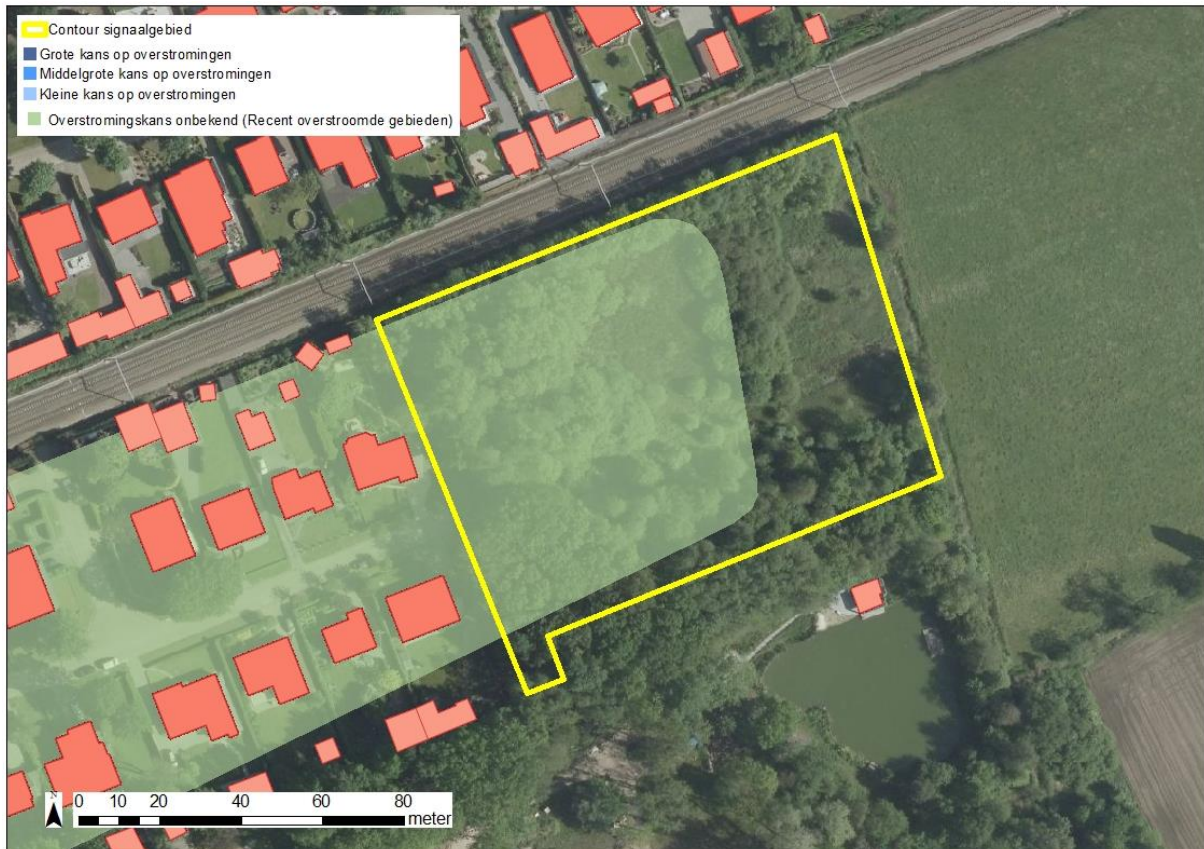 Contour signaalgebied
Grote kans op overstromingen
Middelgrote kans op overstromingen
Kleine kans op overstromingen
Overstromingskans onbekend (Recent overstroomde gebieden)
N
0 10 20 40 60 80
meter